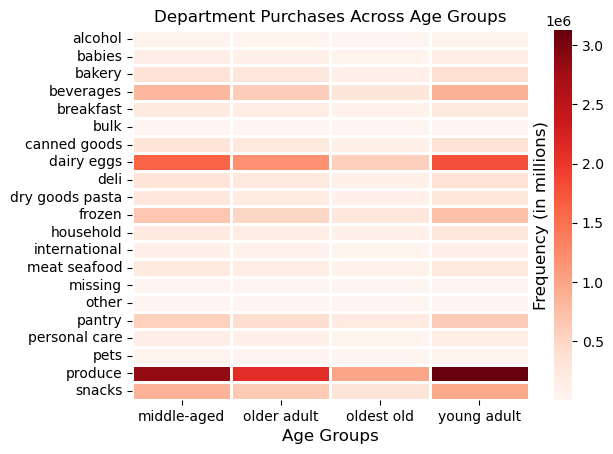 Department Purchases Across Age Groups
1e6
alcohol
babies
bakery
beverages
breakfast
bulk
canned goods
dairy eggs
deli
dry goods pasta
frozen
household
international
meat seafood
missing
other
pantry
personal care
pets
produce
snacks
middle-aged older adult oldest old young adult
Age Groups
3.0
2.5
2.0
1.5
1.0
0.5
Frequency (in millions)